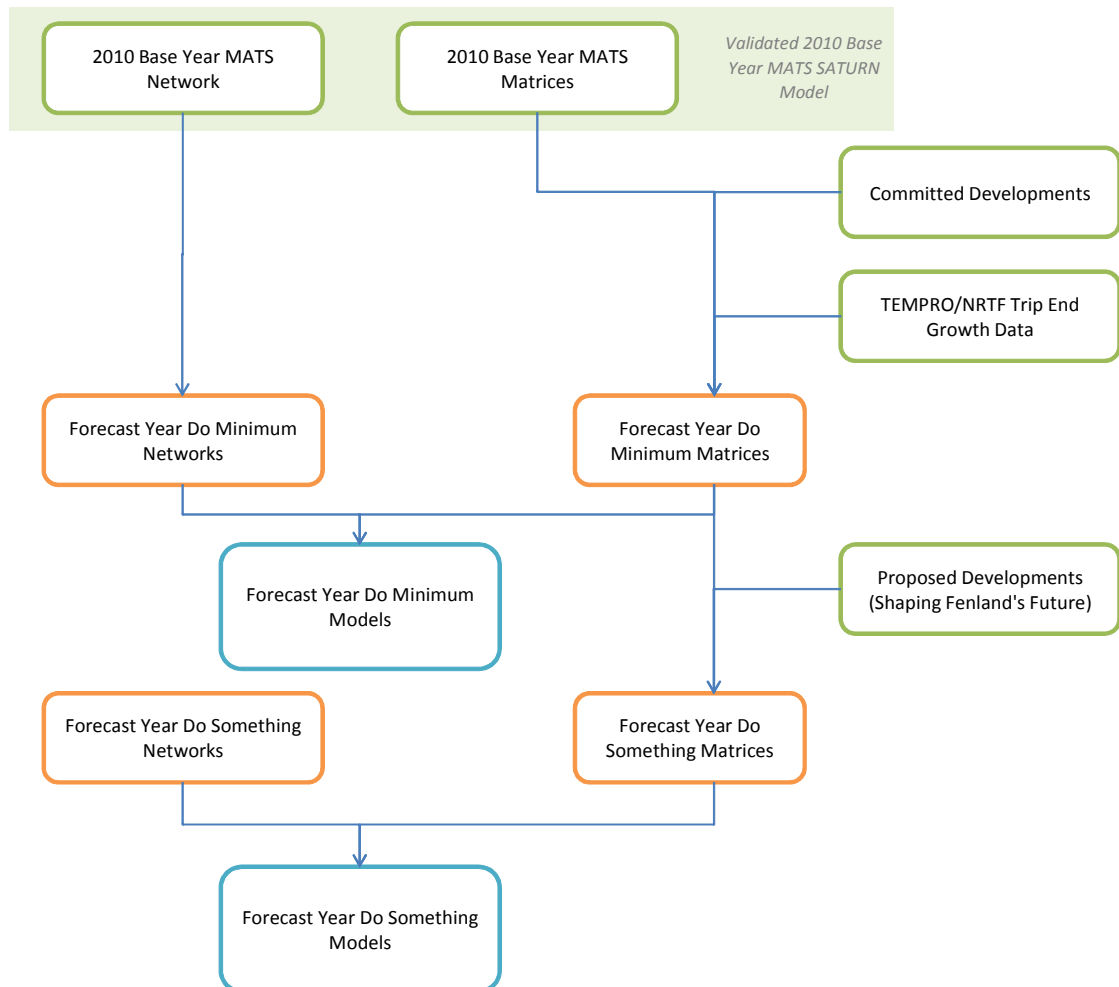 2010 Base Year MATS
Network
2010 Base Year MATS
Matrices
Validated 2010 Base
Year MATS SATURN
Model
Committed Developments
TEMPRO/NRTF Trip End
Growth Data
Forecast Year Do Minimum
Networks
Forecast Year Do
Minimum Matrices
Forecast Year Do Minimum
Models
Proposed Developments
(Shaping Fenland's Future)
Forecast Year Do Something
Networks
Forecast Year Do
Something Matrices
Forecast Year Do Something
Models